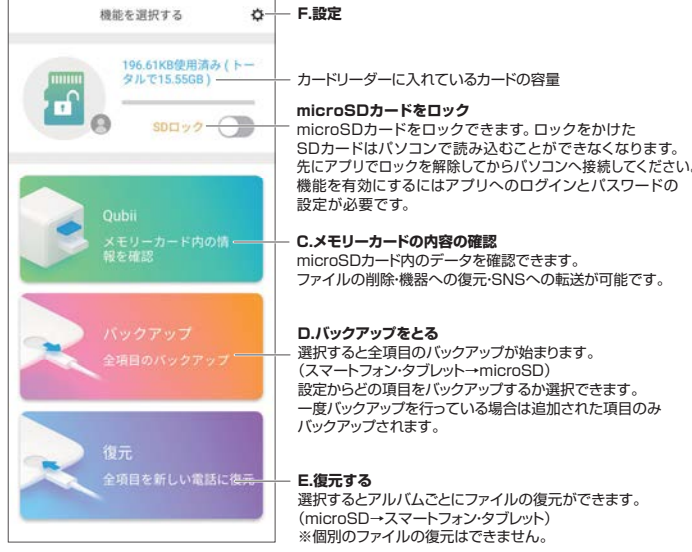 機能を選択する
F.設定
196.61KB使用済み ( トー
タルで15.55GB )
カードリーダーに入れているカードの容量
SDロック
microSDカードをロック
microSDカードをロックできます。ロックをかけた
SDカードはパソコンで読み込むことができなくなります。
先にアプリでロックを解除してからパソコンへ接続してください。
機能を有効にするにはアプリへのログインとパスワードの
設定が必要です。
Qubii
メモリーカード内の情
報を確認
C.メモリーカードの内容の確認
microSDカード内のデータを確認できます。
ファイルの削除・機器への復元・SNSへの転送が可能です。
バックアップ
全項目のバックアップ
D.バックアップをとる
選択すると全項目のバックアップが始まります。
(スマートフォン・タブレット→microSD)
設定からどの項目をバックアップするか選択できます。
一度バックアップを行っている場合は追加された項目のみ
バックアップされます。
復元
全項目を新しい電話に復元
E.復元する
選択するとアルバムごとにファイルの復元ができます。
(microSD→スマートフォン・タブレット)
※個別のファイルの復元はできません。